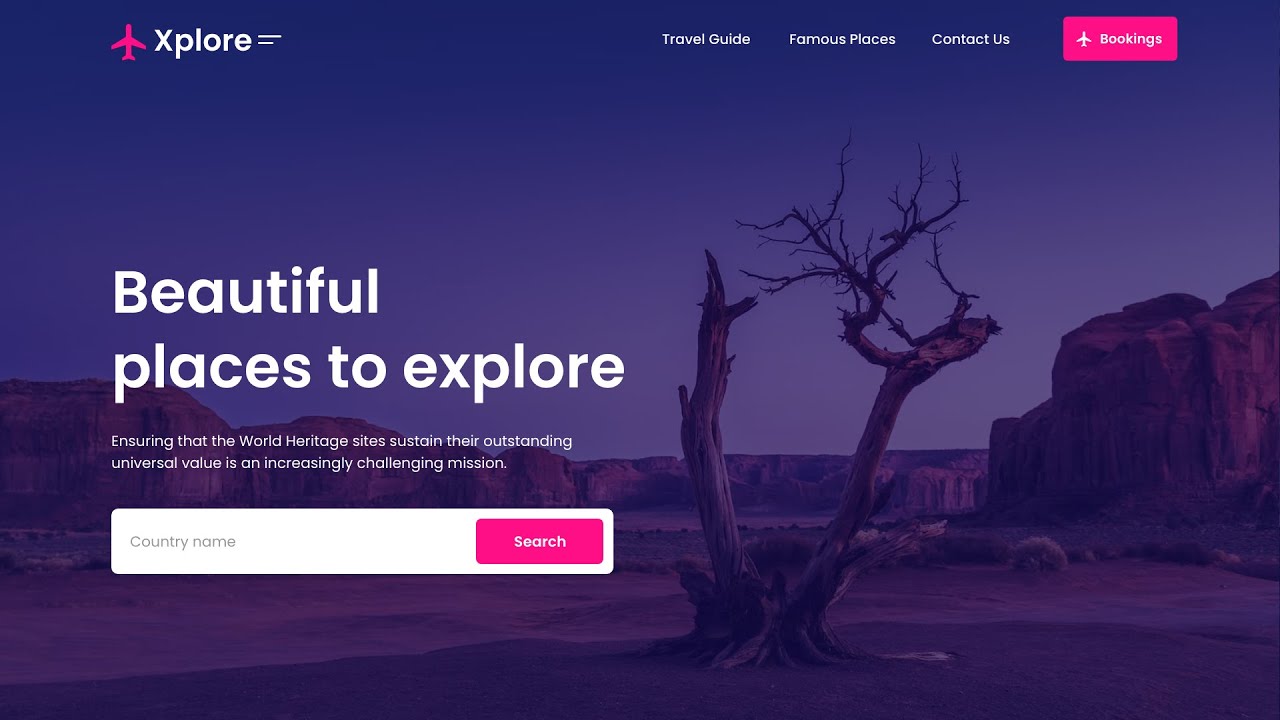 Xplore
Travel Guide
Famous Places
Contact Us
Bookings
Beautiful
places to explore
Ensuring that the World Heritage sites sustain their outstanding
universal value is an increasingly challenging mission.
Country name
Search